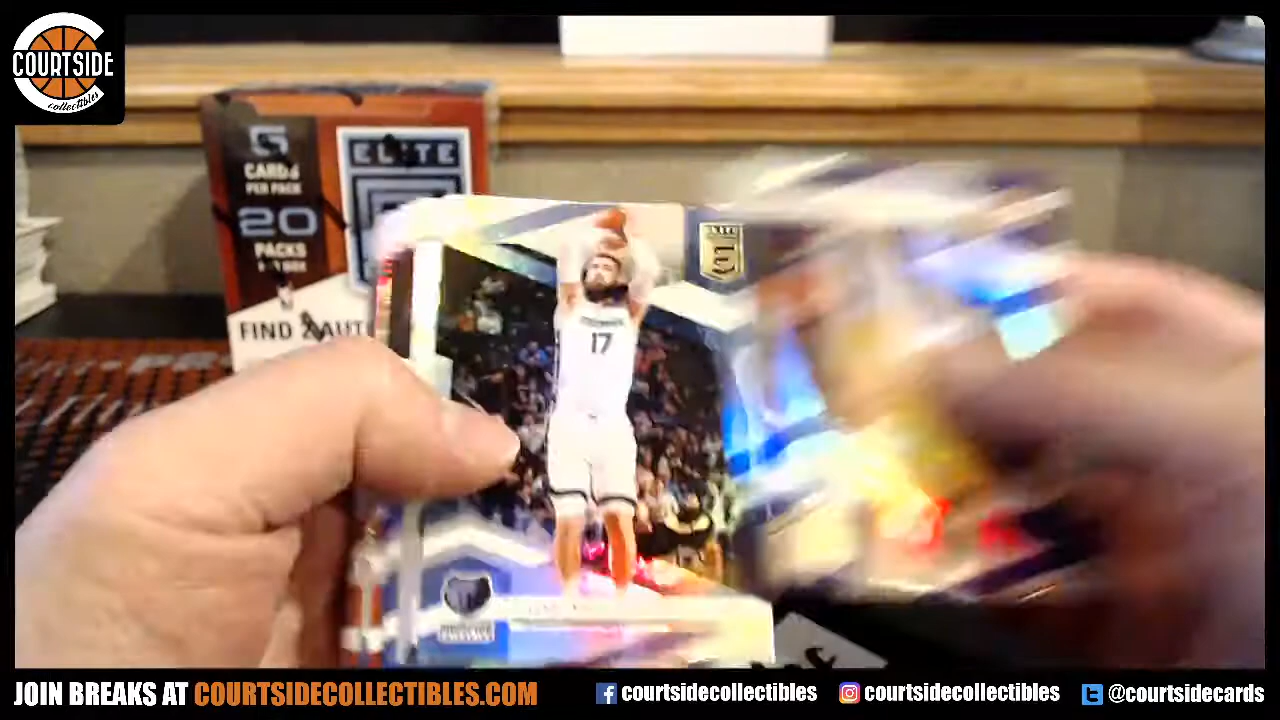 COURTSIDE
collectibles
5
CARDS
PER PACK
20
PACKS
ELITE
FIND 2 AUT
17
JOIN BREAKS AT COURTSIDECOLLECTIBLES.COM
courtsidecollectibles
courtsidecollectibles
@courtsidecards